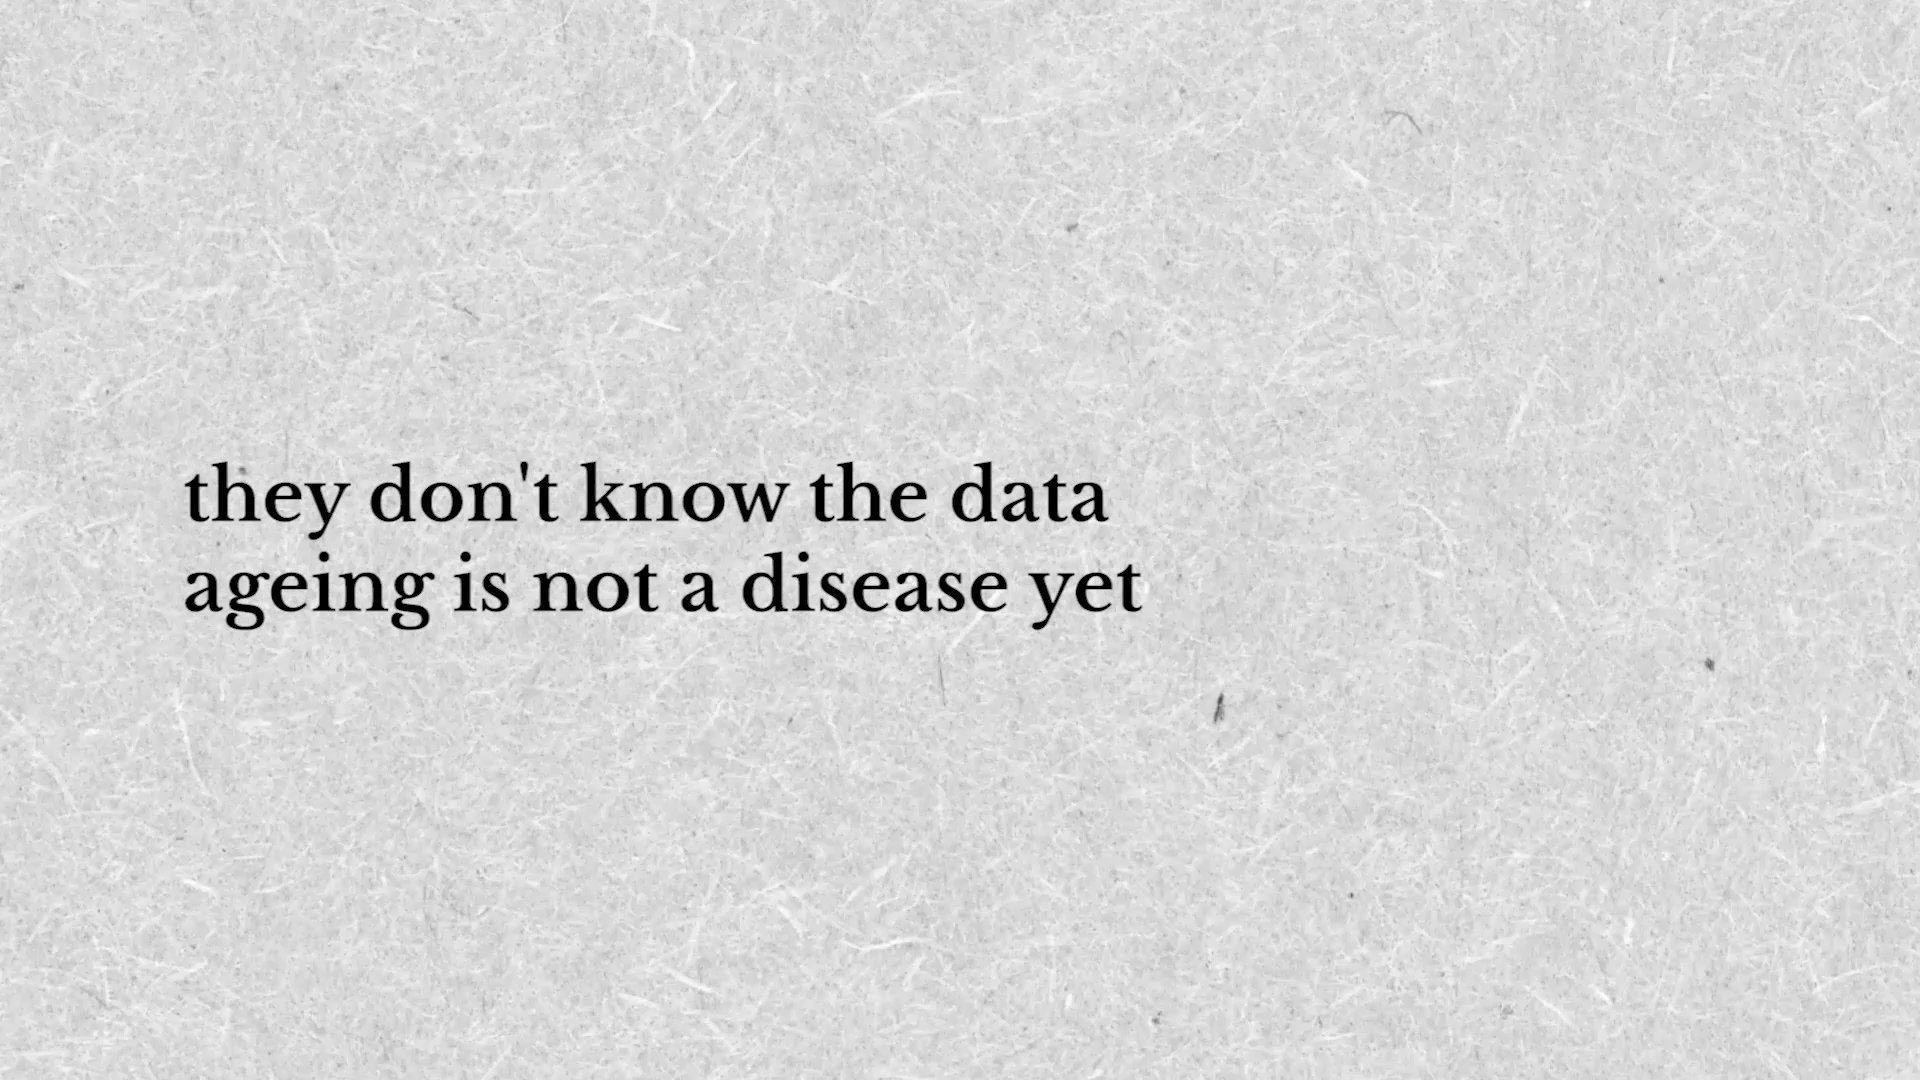 they don't know the data
ageing is not a disease yet